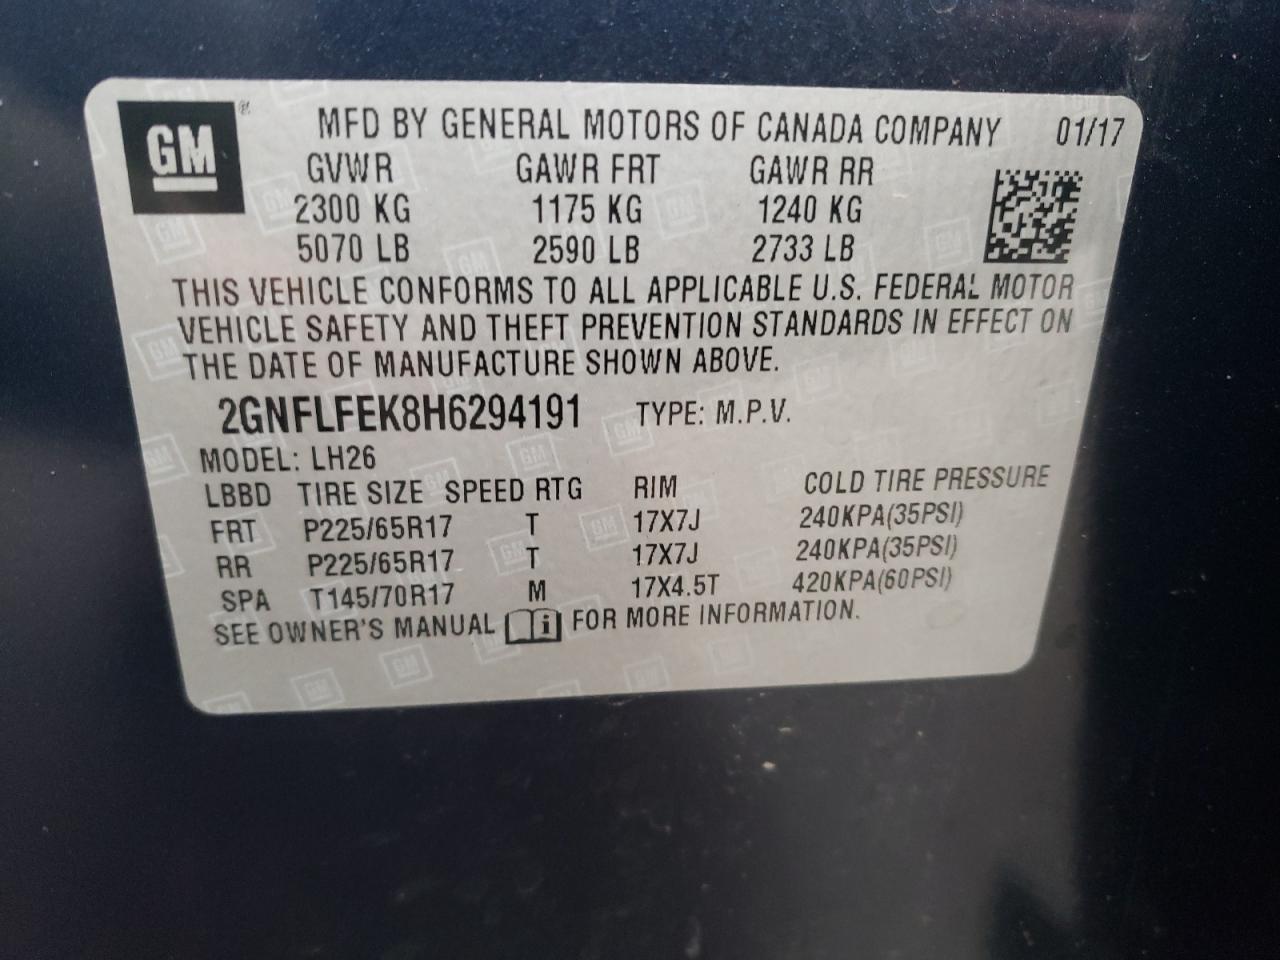 GM® MFD BY GENERAL MOTORS OF CANADA COMPANY 01/17
GVWR GAWR FRT GAWR RR
2300 KG 1175 KG 1240 KG
5070 LB 2590 LB 2733 LB
THIS VEHICLE CONFORMS TO ALL APPLICABLE U.S. FEDERAL MOTOR
VEHICLE SAFETY AND THEFT PREVENTION STANDARDS IN EFFECT ON
THE DATE OF MANUFACTURE SHOWN ABOVE.
2GNFLFEK8H6294191 TYPE: M.P.V.
MODEL: LH26
LBBD TIRE SIZE SPEED RTG RIM COLD TIRE PRESSURE
FRT P225/65R17 T 17X7J 240KPA(35PSI)
RR P225/65R17 T 17X7J 240KPA(35PSI)
SPA T145/70R17 M 17X4.5T 420KPA(60PSI)
SEE OWNER'S MANUAL i FOR MORE INFORMATION.